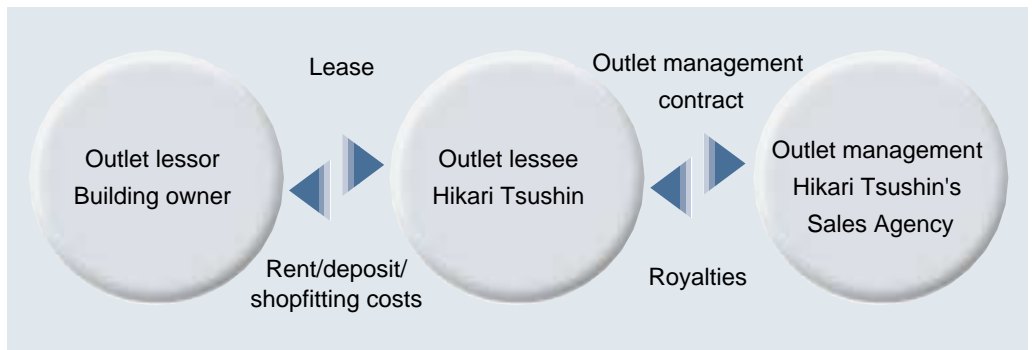 Outlet lessor
Building owner
Lease
Rent/deposit/
shopfitting costs
Outlet lessee
Hikari Tsushin
Outlet management
contract
Royalties
Outlet management
Hikari Tsushin's
Sales Agency